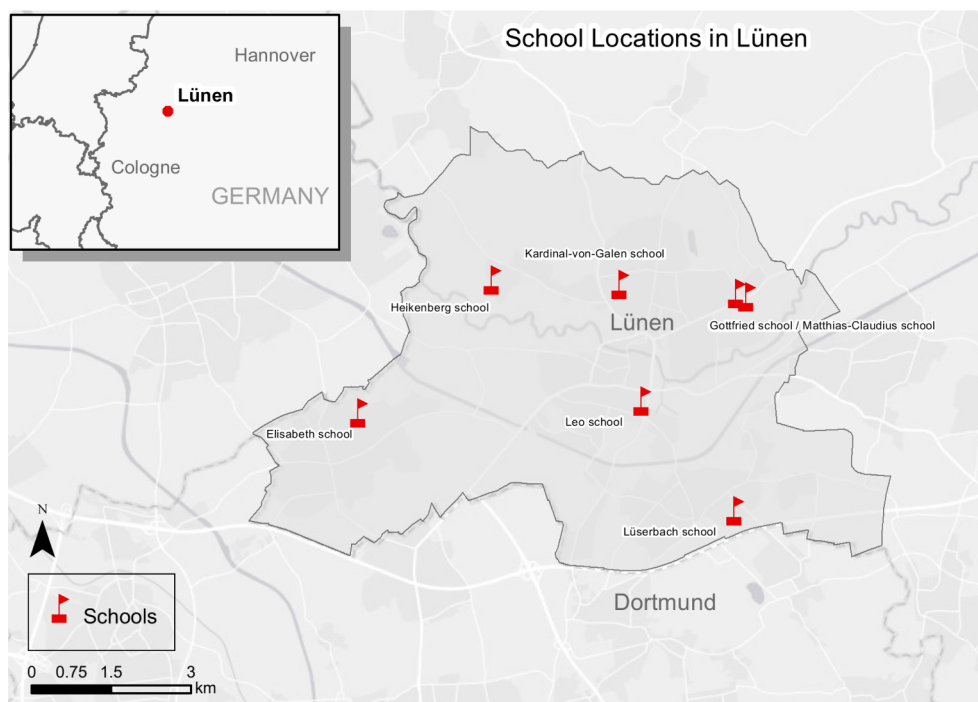 School Locations in Lünen
Hannover
Lünen
Cologne
GERMANY
Kardinal-von-Galen school
Heikenberg school
Lünen
Gottfried school / Matthias-Claudius school
Elisabeth school
Leo school
Lüserbach school
N
Dortmund
Schools
0 0.75 1.5 3
km